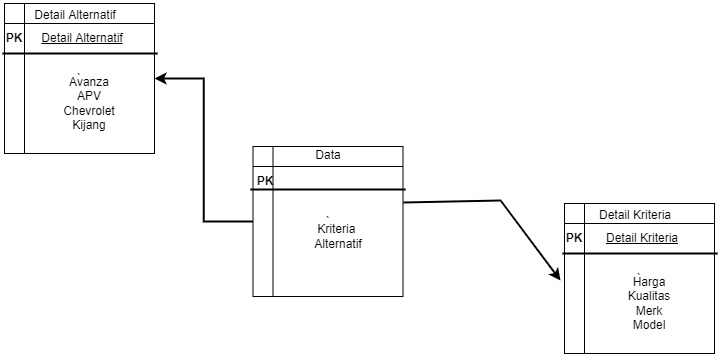 Detail Alternatif
PK Detail Alternatif
Avanza
APV
Chevrolet
Kijang
Data
PK
Kriteria
Alternatif
Detail Kriteria
PK Detail Kriteria
Harga
Kualitas
Merk
Model